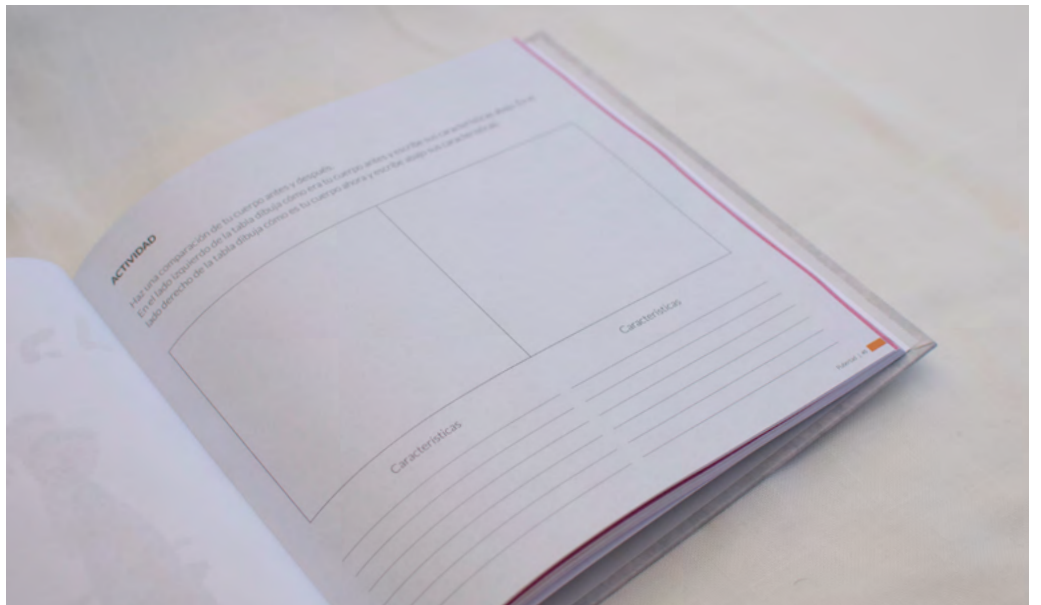 ACTIVIDAD
Haz una comparación de tu cuerpo antes y después.
En el lado izquierdo de la tabla dibuja cómo era tu cuerpo antes y escribe sus características abajo. En el
lado derecho de la tabla dibuja cómo es tu cuerpo ahora y escribe abajo sus características.
Características
Características